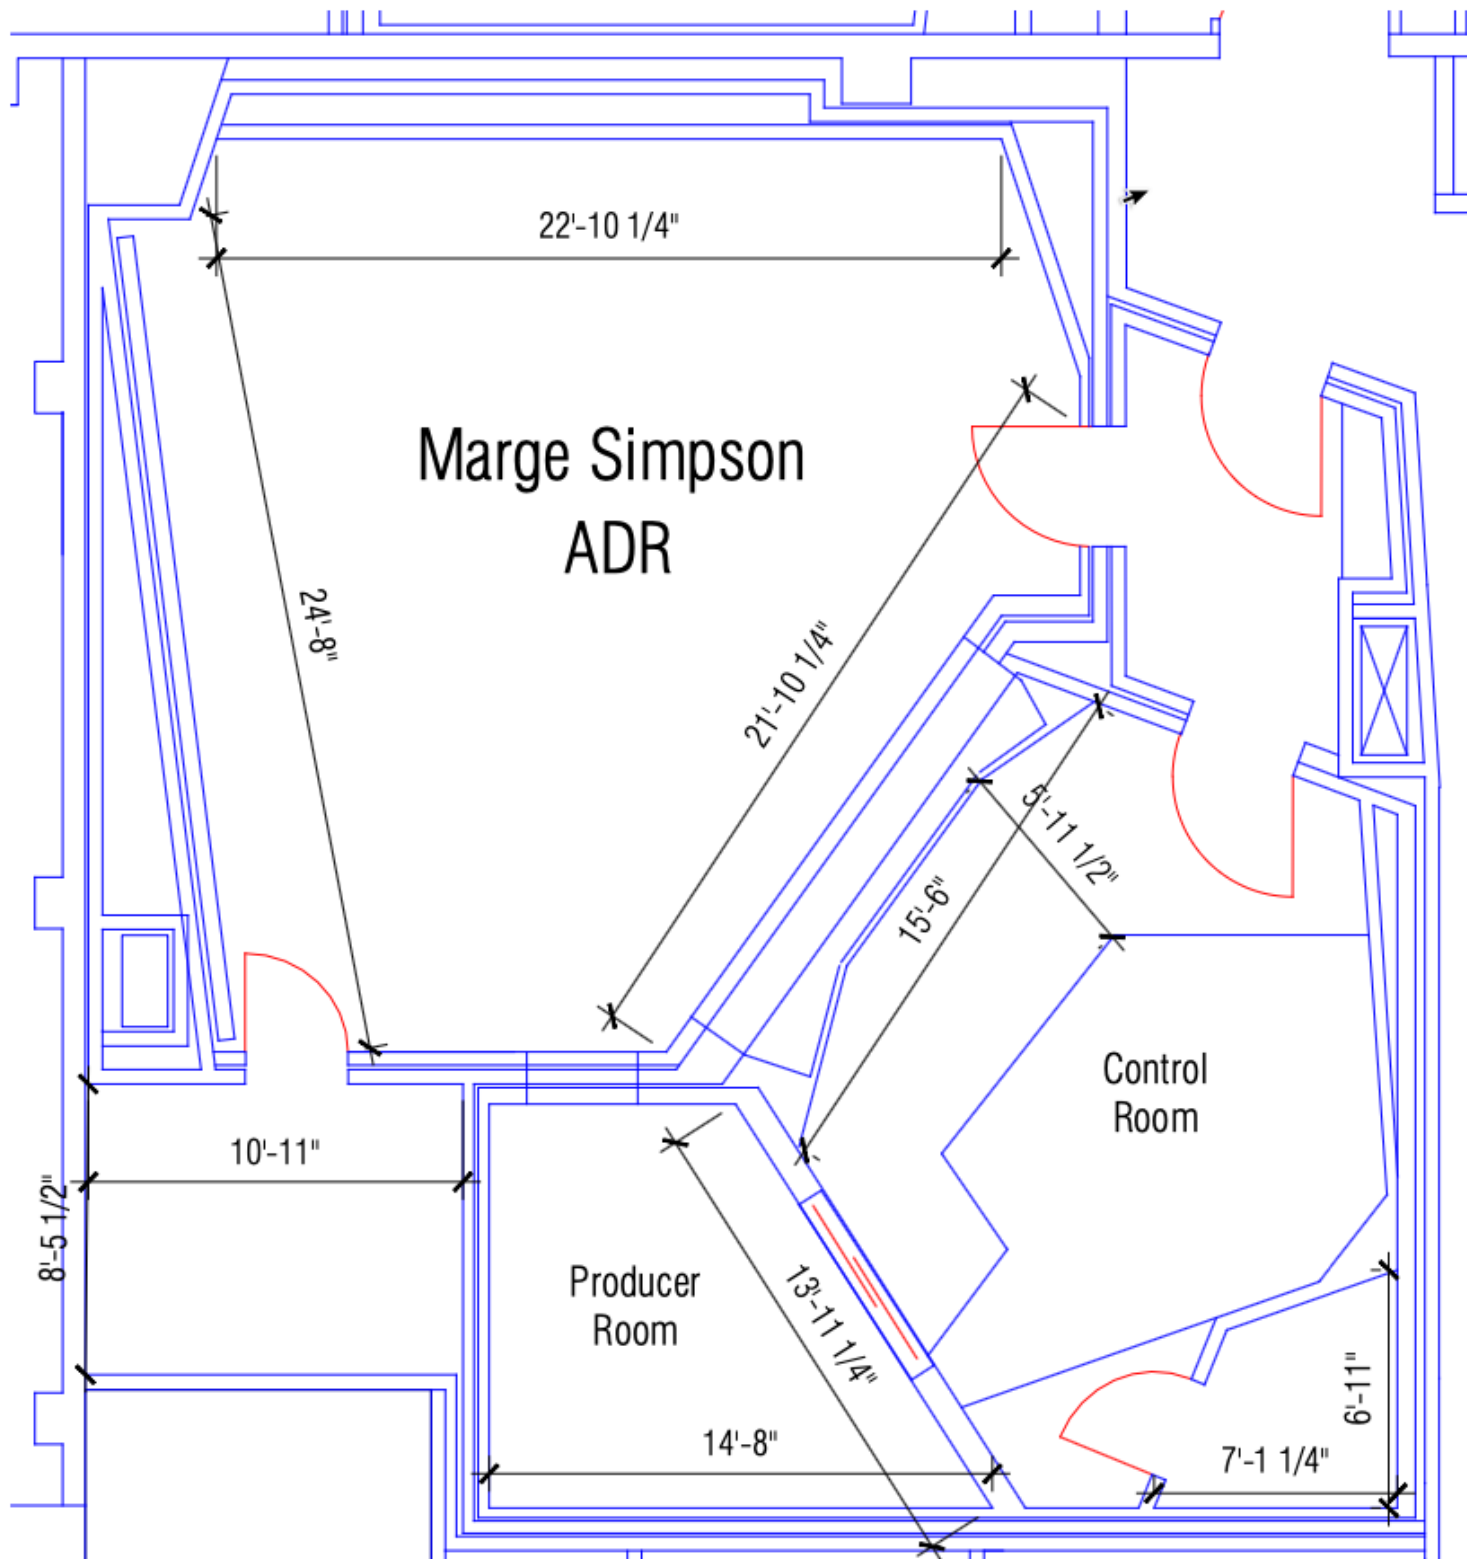 22'-10 1/4"
Marge Simpson
ADR
24'-8"
21'-10 1/4"
5'-11 1/2"
15'-6"
Control
Room
10'-11"
8'-5 1/2"
Producer
Room
13'-11 1/4"
14'-8"
6'-11"
7'-1 1/4"